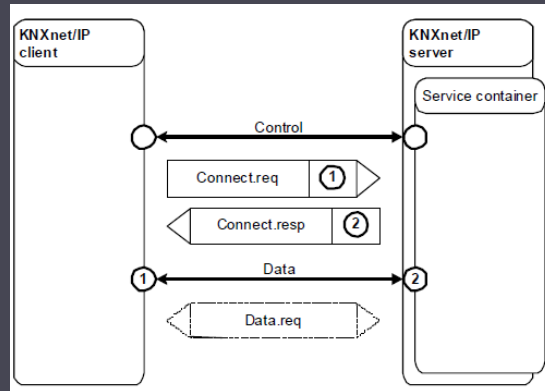 KNXnet/IP
client
KNXnet/IP
server
Service container
Control
Connect.req 1
Connect.resp 2
Data
1 2
Data.req